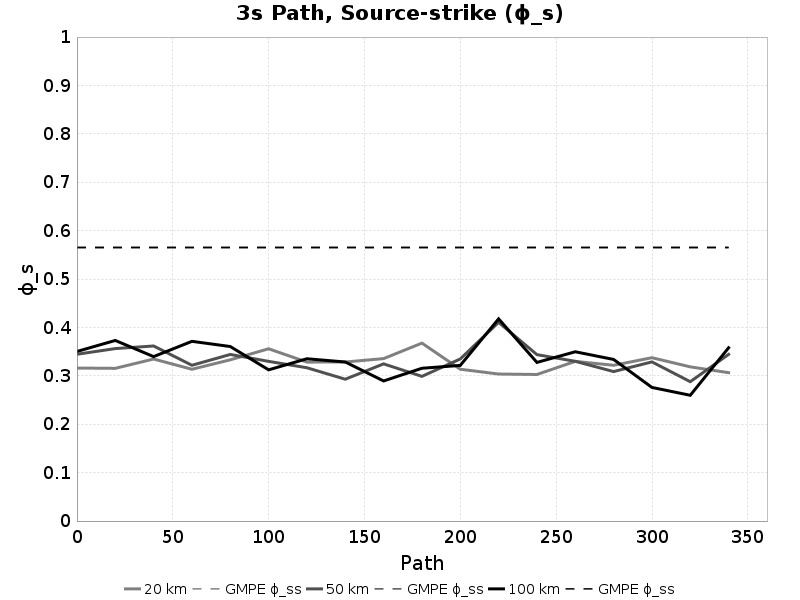 3s Path, Source-strike (ϕ_s)
1
0.9
0.8
0.7
0.6
0.5
0.4
0.3
0.2
0.1
0
ϕ_s
0 50 100 150 200 250 300 350
Path
20 km GMPE ϕ_ss 50 km GMPE ϕ_ss 100 km GMPE ϕ_ss